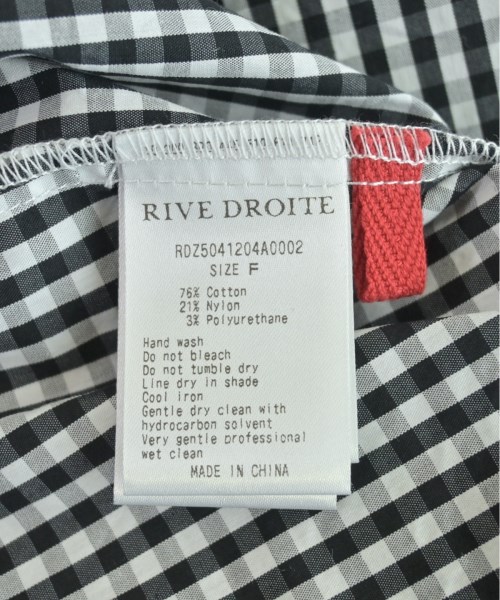 RIVE DROITE
RDZ5041204A0002
SIZE F
76% Cotton
21% Nylon
3% Polyurethane
Hand wash
Do not bleach
Do not tumble dry
Line dry in shade
Cool iron
Gentle dry clean with
hydrocarbon solvent
Very gentle professional
wet clean
MADE IN CHINA